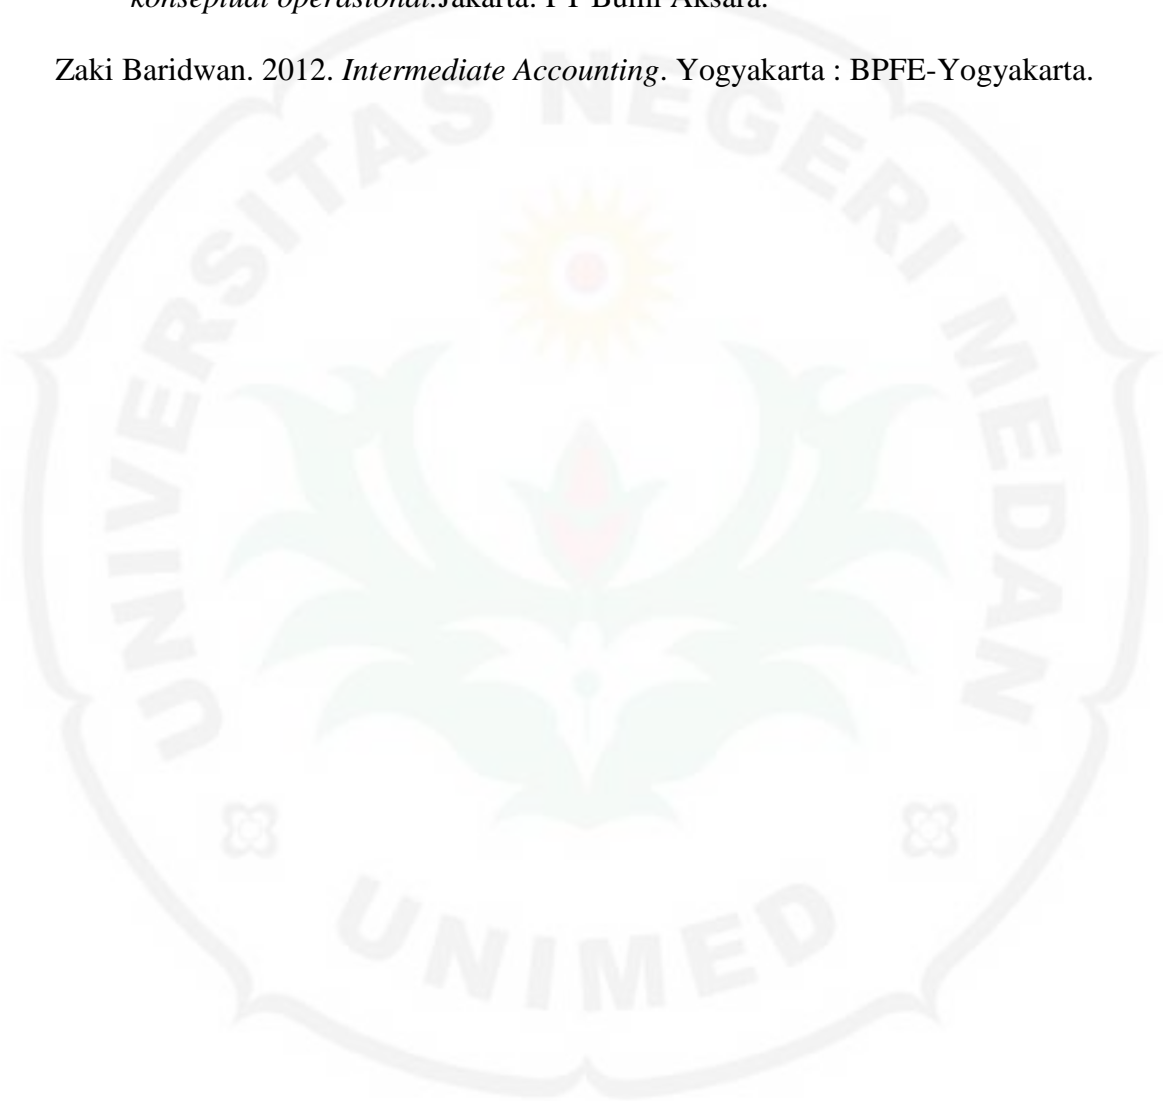 konseptual operasional.Jakarta: PT Bumi Aksara.
Zaki Baridwan. 2012. Intermediate Accounting. Yogyakarta : BPFE-Yogyakarta.
UNIVERSITAS NEGERI MEDAN
UNIMED